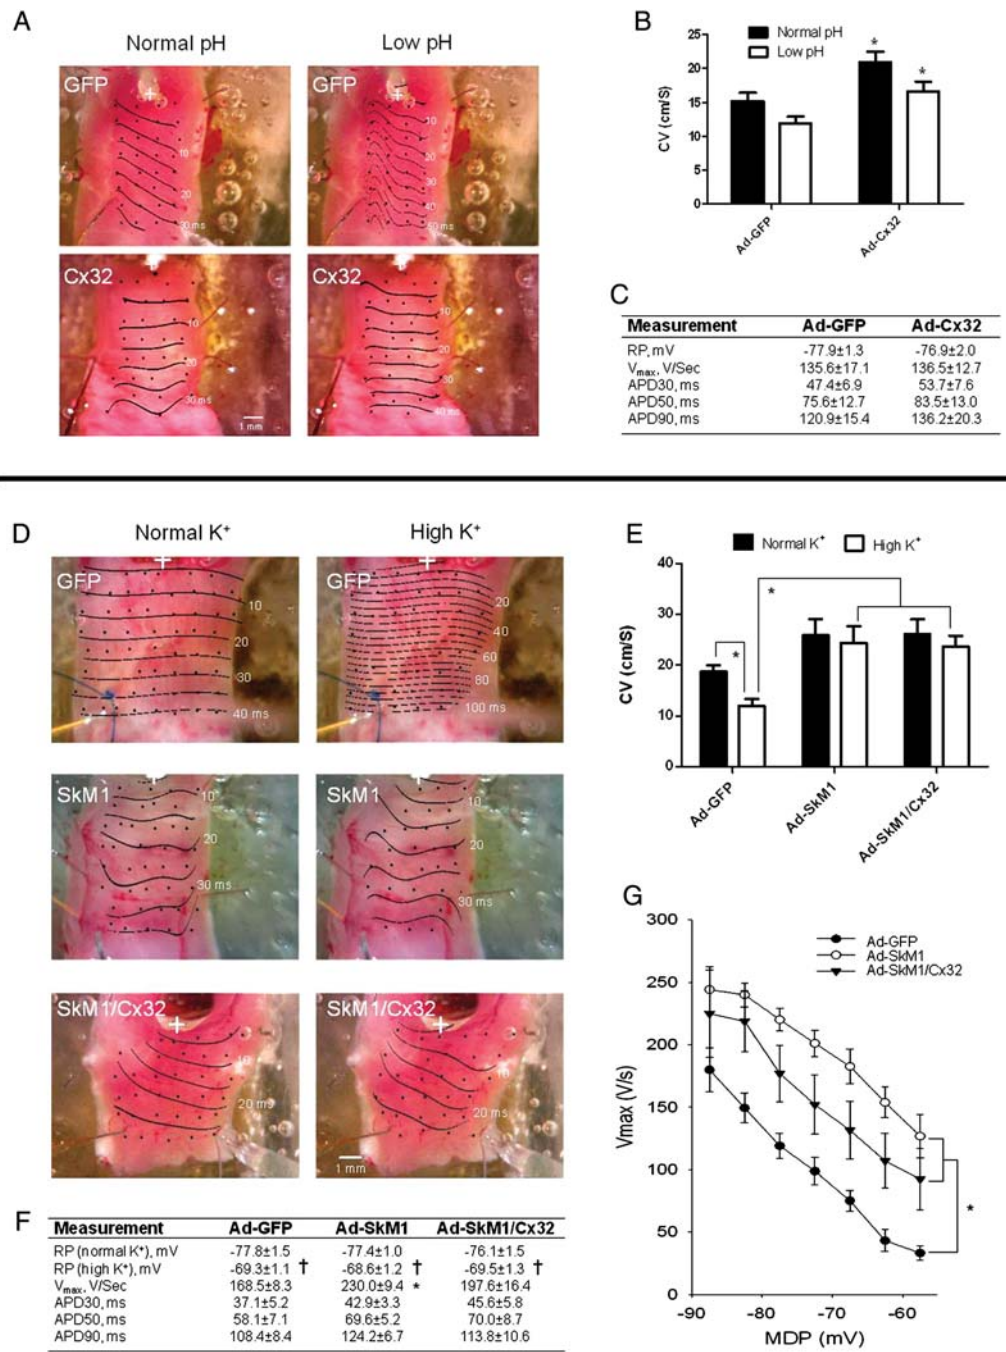 A
Normal pH
Low pH
GFP
10
20
30 ms
GFP
10
20
30
40
50 ms
Cx32
10
20
30 ms
1 mm
10
20
30
40 ms
B
Normal pH
Low pH
CV (cm/S)
25
20
15
10
5
0
*
*
Ad-GFP
Ad-Cx32
C
Measurement Ad-GFP Ad-Cx32
RP, mV -77.9±1.3 -76.9±2.0
Vmax, V/Sec 135.6±17.1 136.5±12.7
APD30, ms 47.4±6.9 53.7±7.6
APD50, ms 75.6±12.7 83.5±13.0
APD90, ms 120.9±15.4 136.2±20.3
D
Normal K+
High K+
GFP
10
20
30
40 ms
GFP
20
40
60
80
100 ms
SkM1
10
20
30 ms
SkM1
10
20
30 ms
SkM1/Cx32
10
20 ms
SkM1/Cx32
10
20 ms
1 mm
E
Normal K+
High K+
CV (cm/S)
40
30
20
10
0
*
*
Ad-GFP
Ad-SkM1
Ad-SkM1/Cx32
F
Measurement Ad-GFP Ad-SkM1 Ad-SkM1/Cx32
RP (normal K+), mV -77.8±1.5 -77.4±1.0 -76.1±1.5
RP (high K+), mV -69.3±1.1 † -68.6±1.2 † -69.5±1.3 †
Vmax, V/Sec 168.5±8.3 230.0±9.4 * 197.6±16.4
APD30, ms 37.1±5.2 42.9±3.3 45.6±5.8
APD50, ms 58.1±7.1 69.6±5.2 70.0±8.7
APD90, ms 108.4±8.4 124.2±6.7 113.8±10.6
G
Ad-GFP
Ad-SkM1
Ad-SkM1/Cx32
Vmax (V/s)
300
250
200
150
100
50
0
*
-90
-80
-70
-60
MDP (mV)